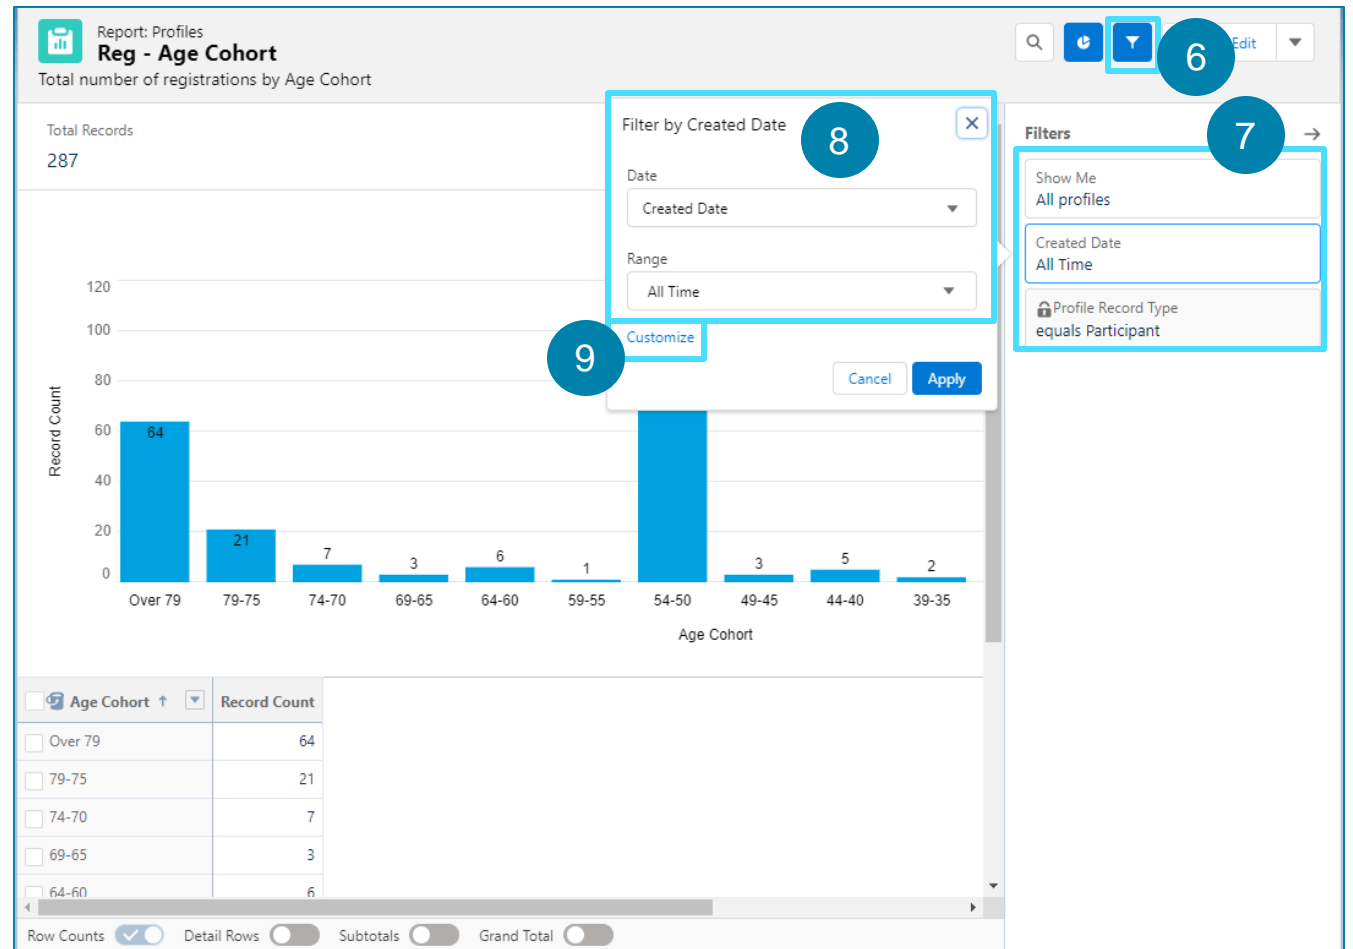 Report: Profiles
Reg - Age Cohort
Total number of registrations by Age Cohort
6
Edit
Total Records
287
Filter by Created Date
8
Date
Created Date
Range
All Time
Customize
9
Cancel
Apply
Filters
7
Show Me
All profiles
Created Date
All Time
Profile Record Type
equals Participant
Record Count
120
100
80
60
40
20
0
64
21
7
3
6
1
3
5
2
Over 79
79-75
74-70
69-65
64-60
59-55
54-50
49-45
44-40
39-35
Age Cohort
Age Cohort Record Count
Over 79 64
79-75 21
74-70 7
69-65 3
64-60 6
Row Counts Detail Rows Subtotals Grand Total